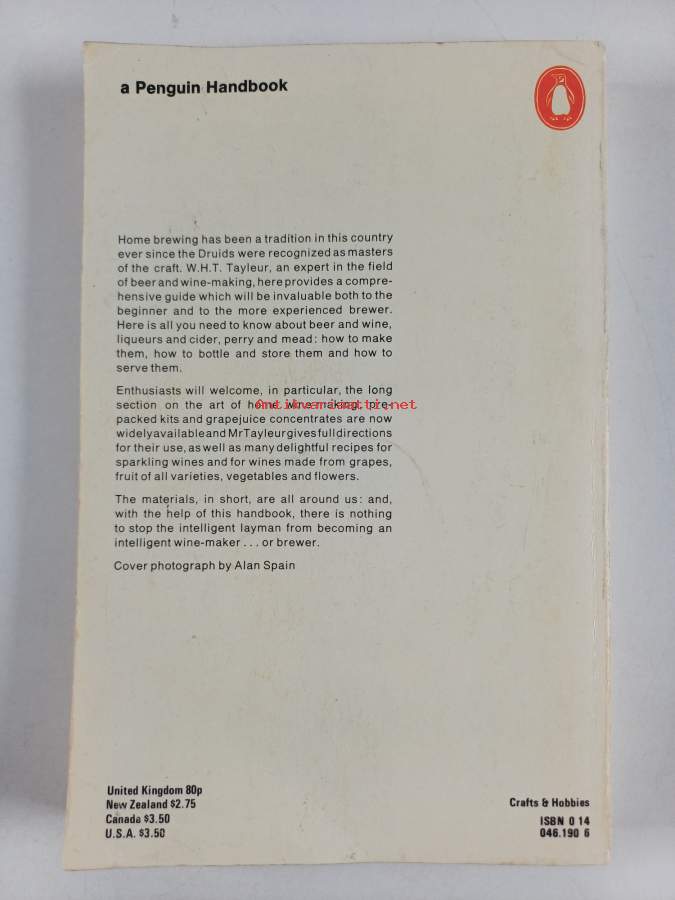 a Penguin Handbook
Home brewing has been a tradition in this country
ever since the Druids were recognized as masters
of the craft. W.H.T. Tayleur, an expert in the field
of beer and wine-making, here provides a compre-
hensive guide which will be invaluable both to the
beginner and to the more experienced brewer.
Here is all you need to know about beer and wine,
liqueurs and cider, perry and mead: how to make
them, how to bottle and store them and how to
serve them.
Enthusiasts will welcome, in particular, the long
section on the art of home wine-making; pre-
Antikvariaatti.net
packed kits and grapejuice concentrates are now
widely available and Mr Tayleur gives full directions
for their use, as well as many delightful recipes for
sparkling wines and for wines made from grapes,
fruit of all varieties, vegetables and flowers.
The materials, in short, are all around us: and,
with the help of this handbook, there is nothing
to stop the intelligent layman from becoming an
intelligent wine-maker . . . or brewer.
Cover photograph by Alan Spain
United Kingdom 80p
New Zealand $2.75
Canada $3.50
U.S.A. $3.50
Crafts & Hobbies
ISBN 0 14
046.190 6